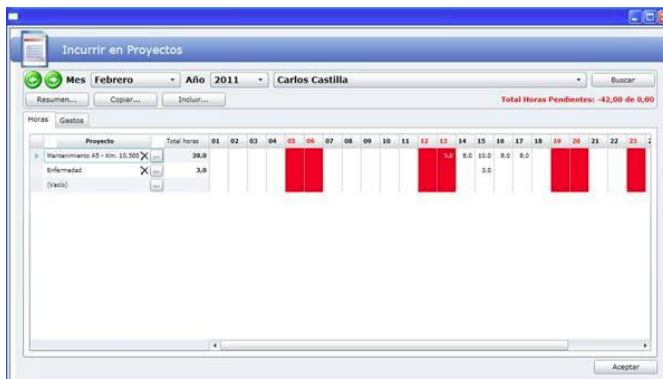 Incurrir en Proyectos
Mes Febrero Año 2011 Carlos Castilla Buscar
Resumen... Copiar... Incluir... Total Horas Pendientes: -42,00 de 0,00
Horas Gastos
Proyecto Total horas 01 02 03 04 05 06 07 08 09 10 11 12 13 14 15 16 17 18 19 20 21 22 23
Mantenimiento A5 - Km. 10,300 ... 39,0 5,0 8,0 10,0 8,0 8,0
Enfermedad ... 3,0 3,0
(Vacío) ...
Aceptar